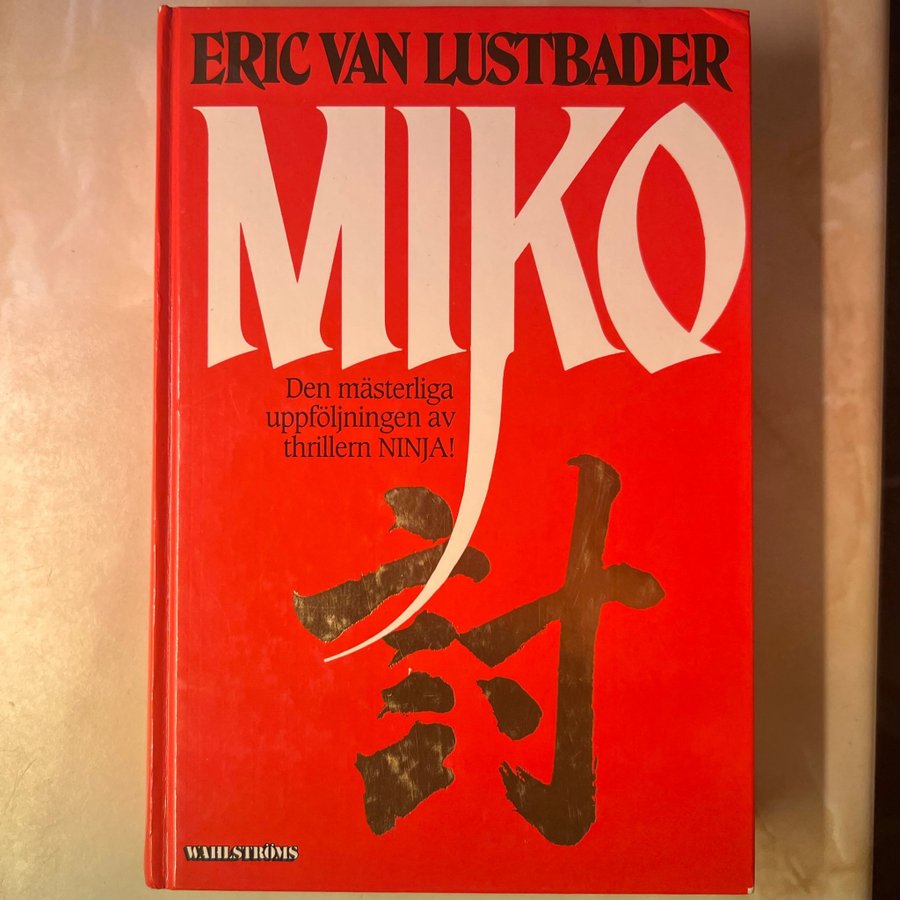 ERIC VAN LUSTBADER
MIKO
Den mästerliga
uppföljningen av
thrillern NINJA!
討
WAHLSTRÖMS